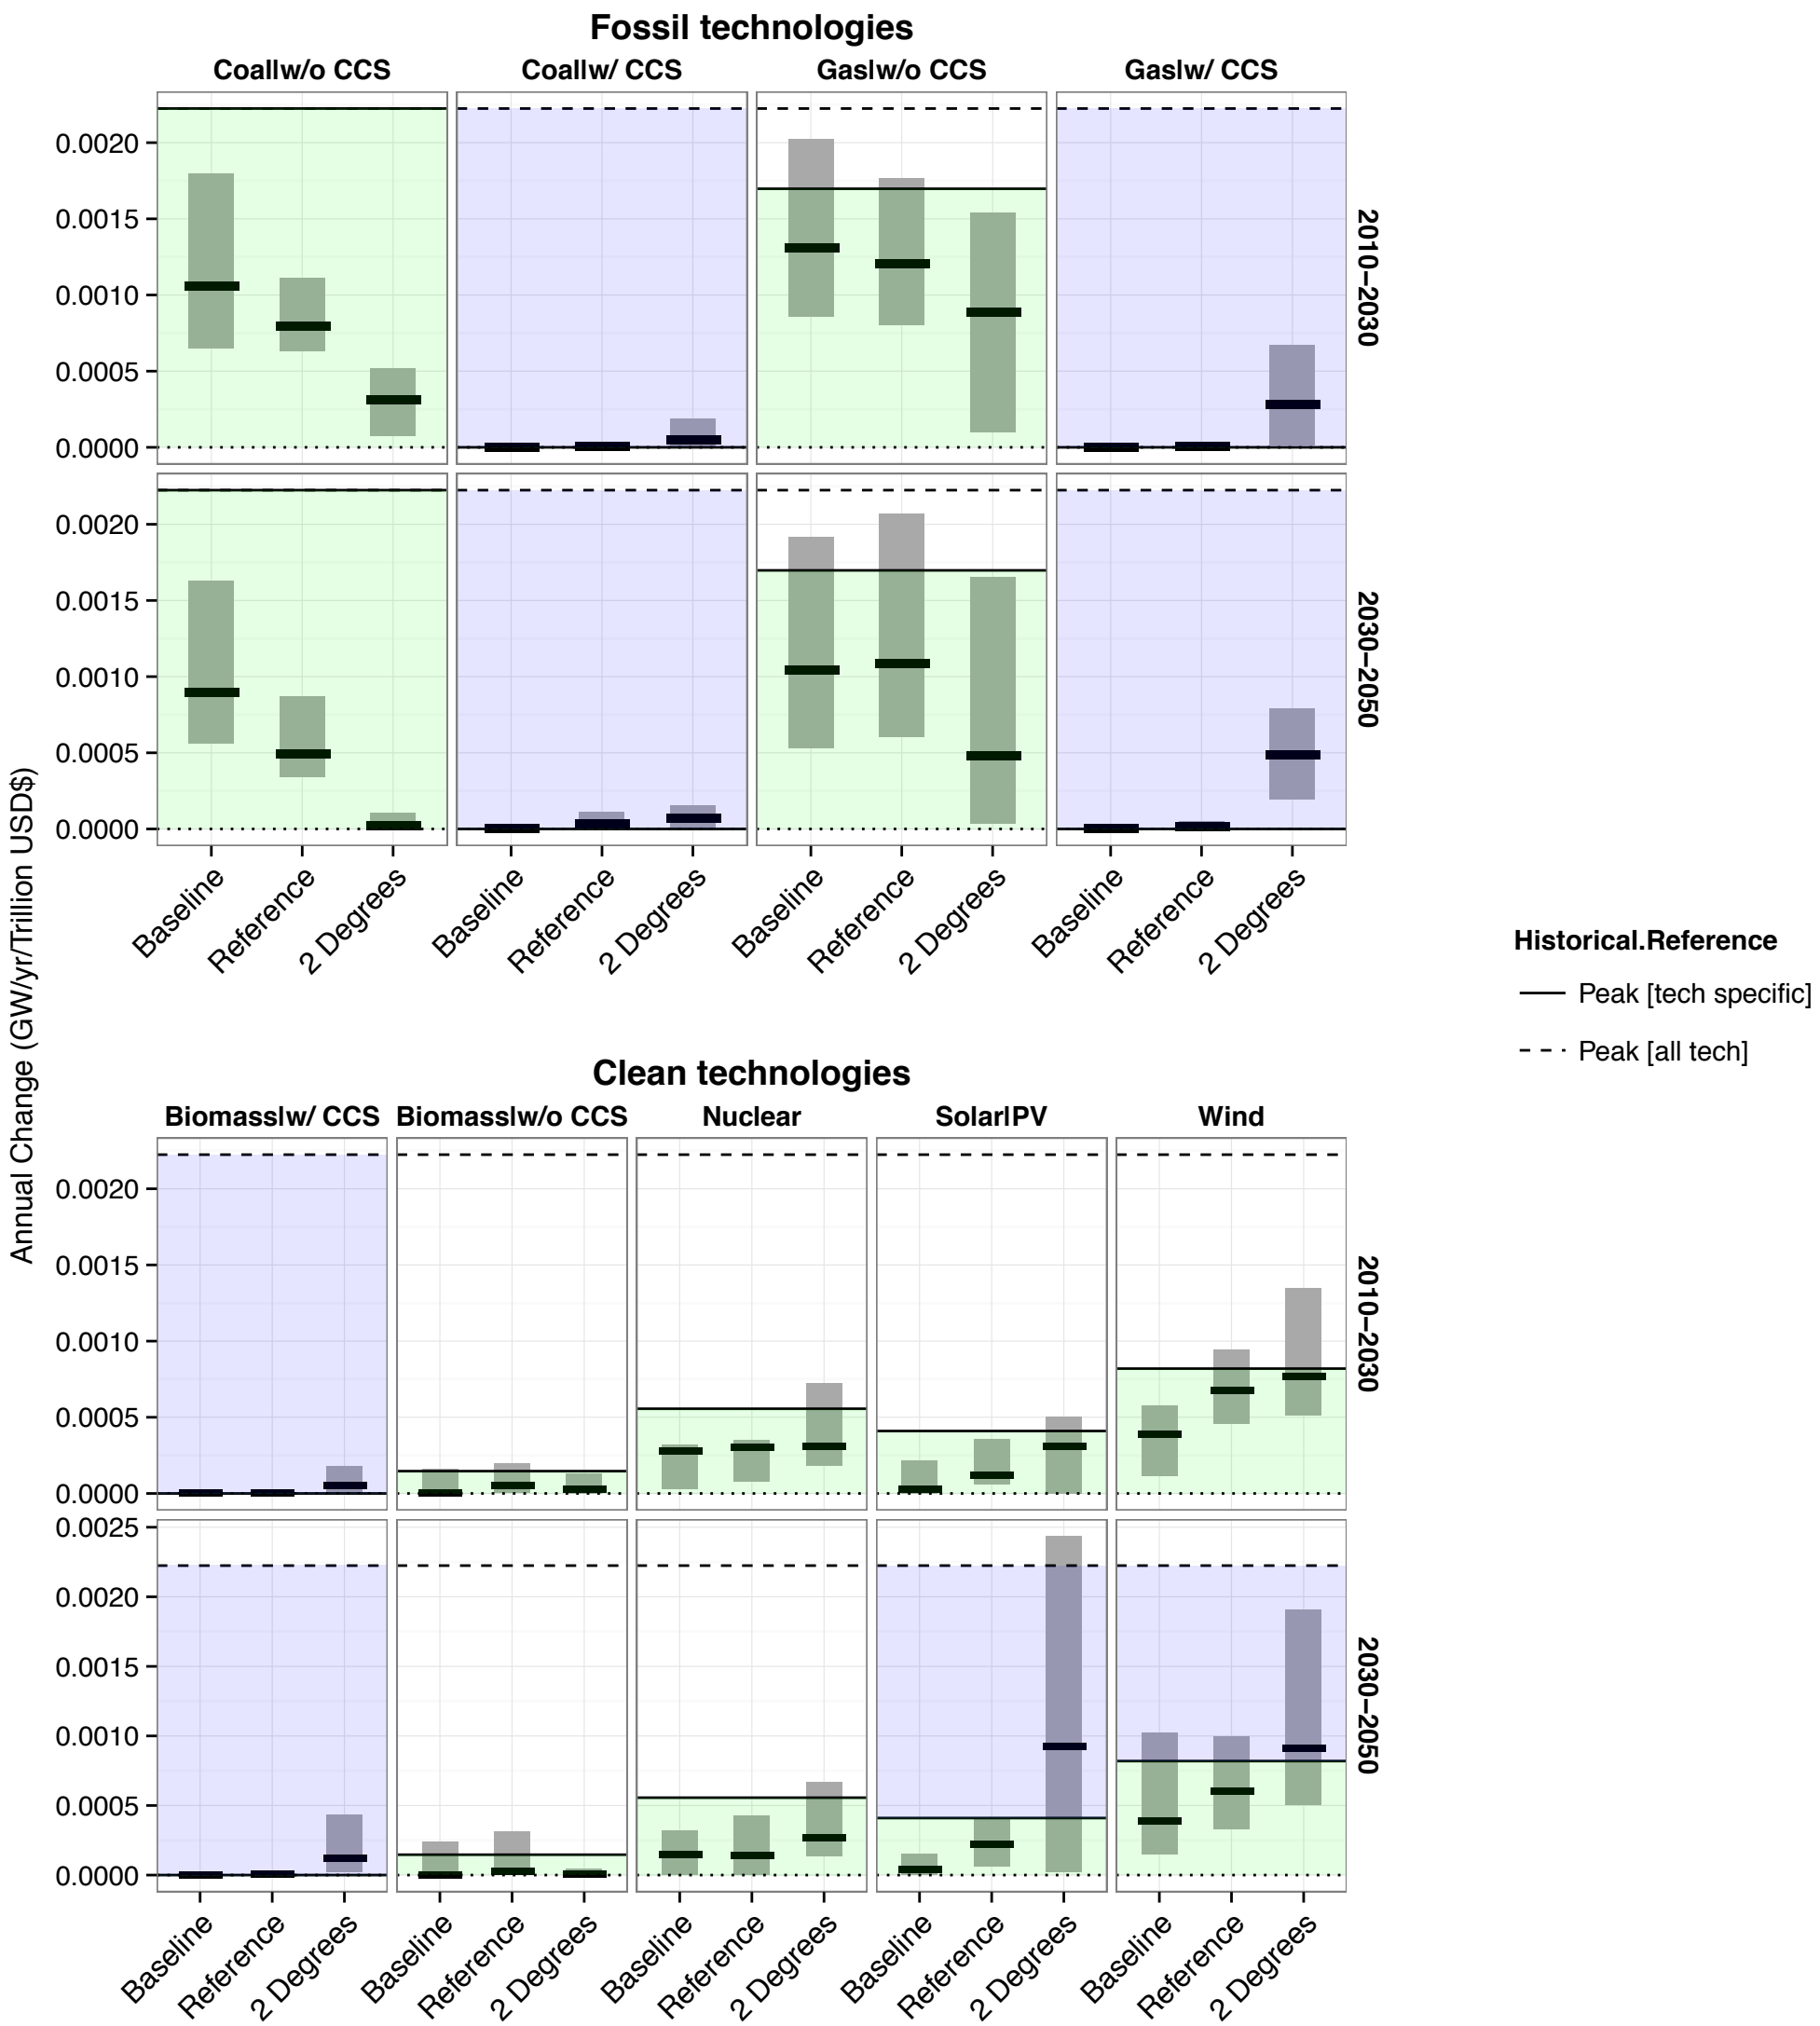 Fossil technologies
Coal|w/o CCS Coal|w/ CCS Gas|w/o CCS Gas|w/ CCS
0.0020
0.0015
0.0010
0.0005
0.0000
2010−2030
0.0020
0.0015
0.0010
0.0005
0.0000
2030−2050
Baseline Reference 2 Degrees Baseline Reference 2 Degrees Baseline Reference 2 Degrees Baseline Reference 2 Degrees
Annual Change (GW/yr/Trillion USD$)
Historical.Reference
Peak [tech specific]
Peak [all tech]
Clean technologies
Biomass|w/ CCS Biomass|w/o CCS Nuclear Solar|PV Wind
0.0020
0.0015
0.0010
0.0005
0.0000
2010−2030
0.0025
0.0020
0.0015
0.0010
0.0005
0.0000
2030−2050
Baseline Reference 2 Degrees Baseline Reference 2 Degrees Baseline Reference 2 Degrees Baseline Reference 2 Degrees Baseline Reference 2 Degrees